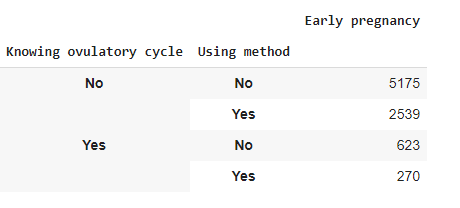 Early pregnancy
Knowing ovulatory cycle Using method
No No 5175
Yes 2539
Yes No 623
Yes 270